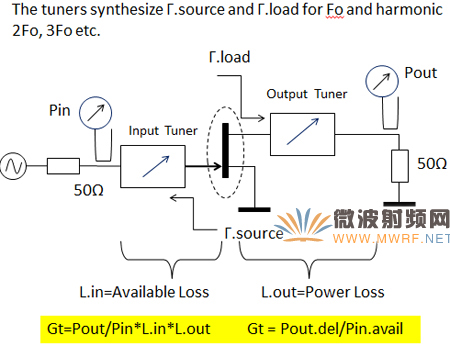 The tuners synthesize Γ.source and Γ.load for Fo and harmonic
2Fo, 3Fo etc.
Γ.load
Pout
Output Tuner
Pin
Input Tuner
50Ω
50Ω
Γ.source
微波射频网
WWW.MWRF.NET
L.in=Available Loss
L.out=Power Loss
Gt=Pout/Pin*L.in*L.out
Gt = Pout.del/Pin.avail